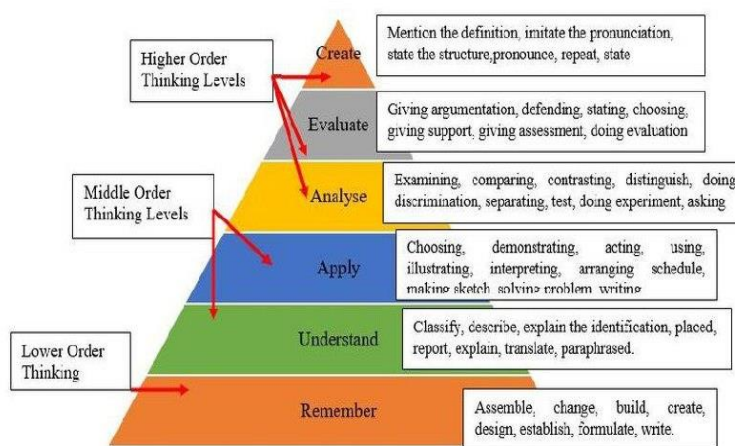 Higher Order
Thinking Levels
Create
Mention the definition, imitate the pronunciation,
state the structure,pronounce, repeat, state
Evaluate
Giving argumentation, defending, stating, choosing,
giving support, giving assessment, doing evaluation
Middle Order
Thinking Levels
Analyse
Examining, comparing, contrasting, distinguish, doing
discrimination, separating, test, doing experiment, asking
Apply
Choosing, demonstrating, acting, using,
illustrating, interpreting, arranging schedule,
making sketch, solving problem, writing
Lower Order
Thinking
Understand
Classify, describe, explain the identification, placed,
report, explain, translate, paraphrased.
Remember
Assemble, change, build, create,
design, establish, formulate, write.